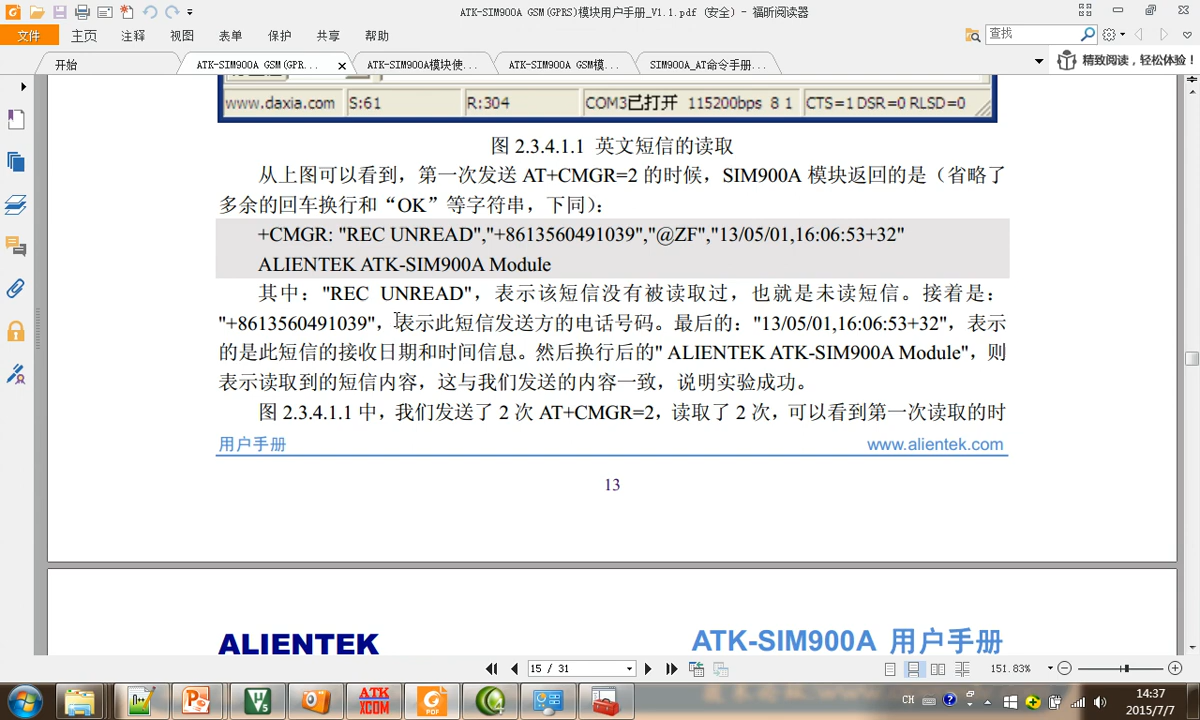 ATK-SIM900A GSM(GPRS)模块用户手册_V1.1.pdf (安全) - 福昕阅读器
文件 主页 注释 视图 表单 保护 共享 帮助 查找
开始 ATK-SIM900A GSM(GPR... ATK-SIM900A模块使... ATK-SIM900A GSM模... SIM900A_AT命令手册... 精致阅读，轻松体验！
www.daxia.com S:61 R:304 COM3已打开 115200bps 8 1 CTS=1 DSR=0 RLSD=0
图 2.3.4.1.1 英文短信的读取
从上图可以看到，第一次发送 AT+CMGR=2 的时候，SIM900A 模块返回的是（省略了
多余的回车换行和“OK”等字符串，下同）：
+CMGR: "REC UNREAD","+8613560491039","@ZF","13/05/01,16:06:53+32"
ALIENTEK ATK-SIM900A Module
其中："REC UNREAD"，表示该短信没有被读取过，也就是未读短信。接着是：
"+8613560491039"，表示此短信发送方的电话号码。最后的："13/05/01,16:06:53+32"，表示
的是此短信的接收日期和时间信息。然后换行后的" ALIENTEK ATK-SIM900A Module"，则
表示读取到的短信内容，这与我们发送的内容一致，说明实验成功。
图 2.3.4.1.1 中，我们发送了 2 次 AT+CMGR=2，读取了 2 次，可以看到第一次读取的时
用户手册 www.alientek.com
13
ALIENTEK ATK-SIM900A 用户手册
15 / 31 151.83%
ATK
XCOM
PDF
CH 14:37
2015/7/7